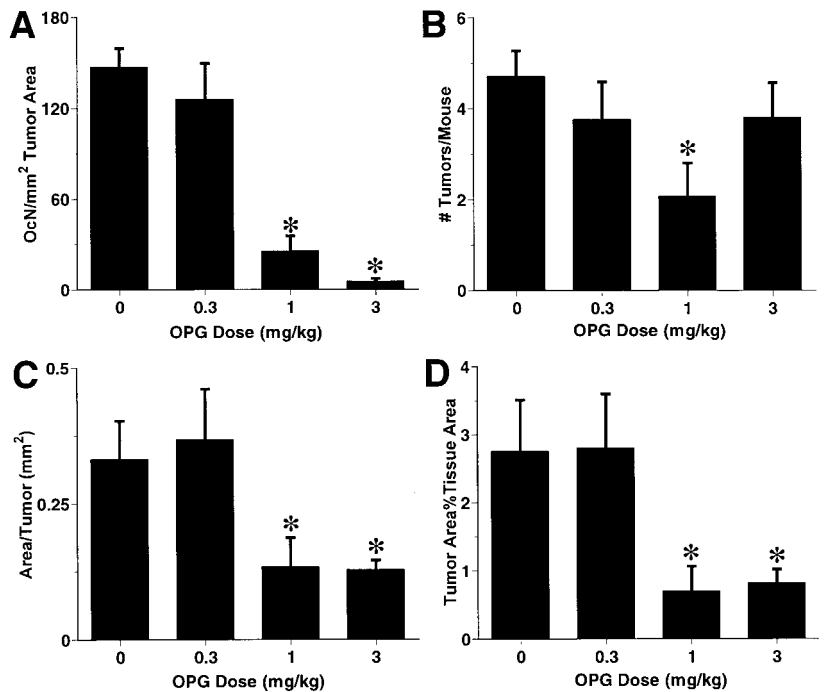 A
OcN/mm² Tumor Area
180
120
60
0
*
*
0 0.3 1 3
OPG Dose (mg/kg)
B
# Tumors/Mouse
6
4
2
0
*
0 0.3 1 3
OPG Dose (mg/kg)
C
Area/Tumor (mm²)
0.5
0.25
0
*
*
0 0.3 1 3
OPG Dose (mg/kg)
D
Tumor Area%Tissue Area
4
3
2
1
0
*
*
0 0.3 1 3
OPG Dose (mg/kg)